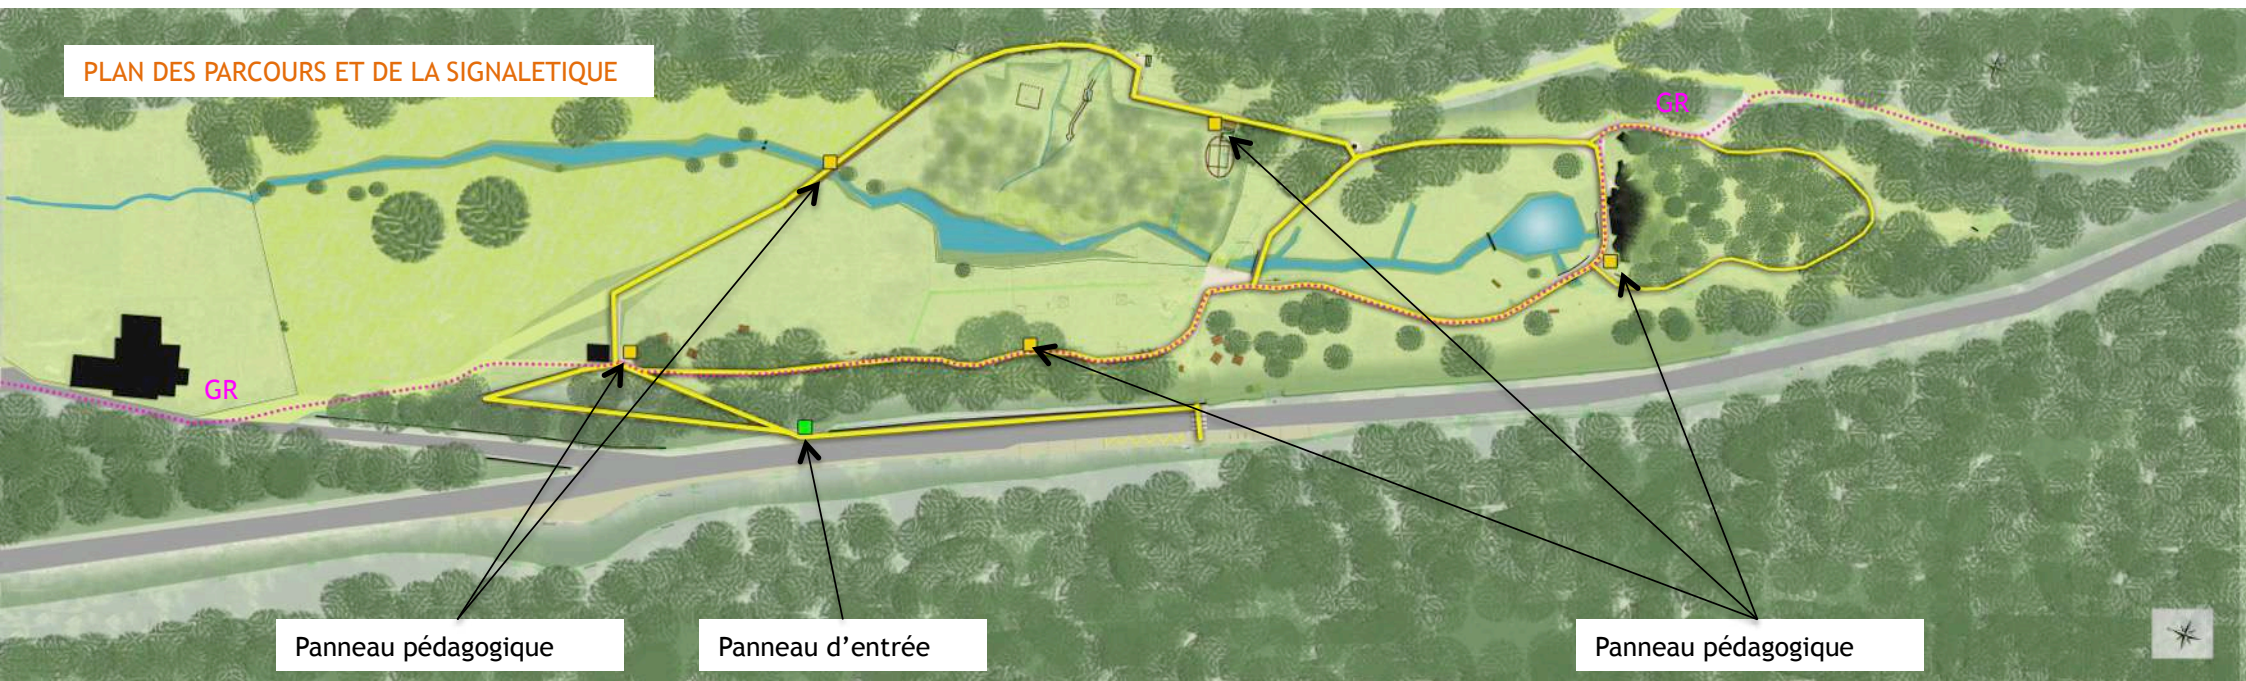 PLAN DES PARCOURS ET DE LA SIGNALETIQUE
GR
GR
Panneau pédagogique
Panneau d’entrée
Panneau pédagogique